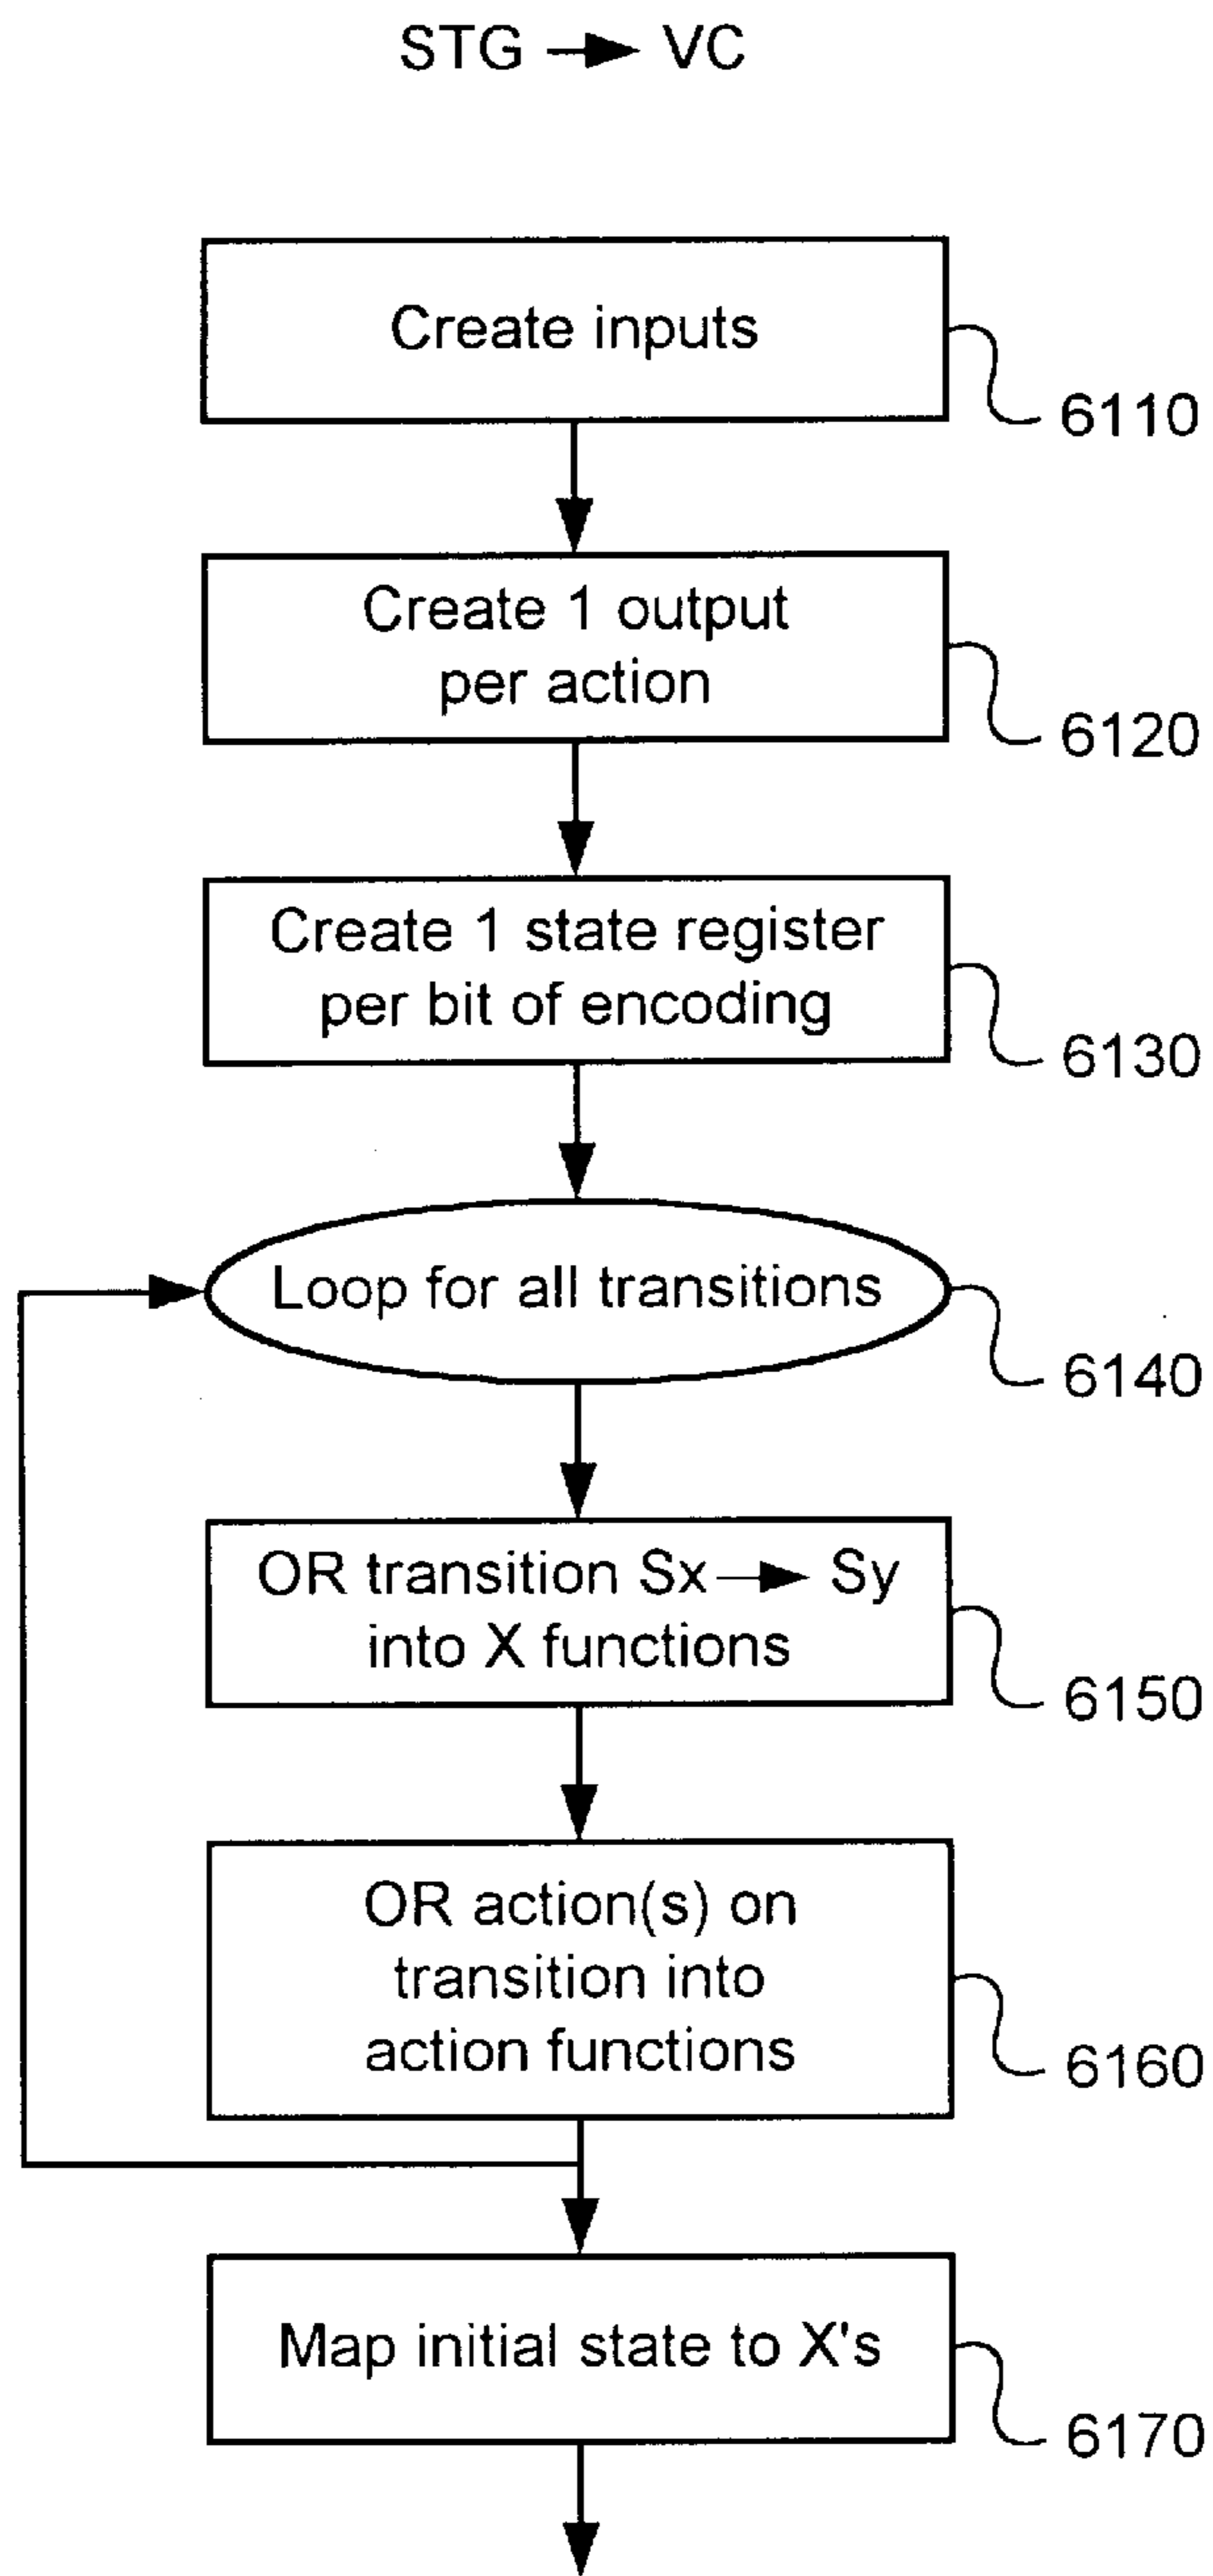 STG → VC
Create inputs
6110
Create 1 output
per action
6120
Create 1 state register
per bit of encoding
6130
Loop for all transitions
6140
OR transition Sx → Sy
into X functions
6150
OR action(s) on
transition into
action functions
6160
Map initial state to X's
6170